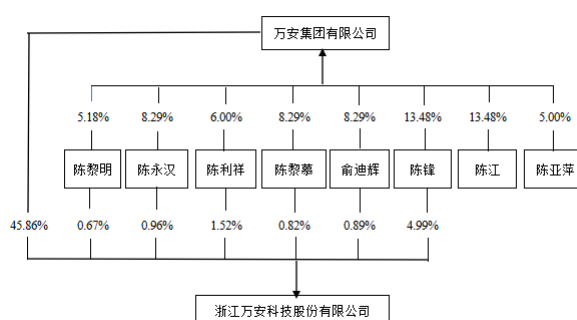 万安集团有限公司
5.18% 8.29% 6.00% 8.29% 8.29% 13.48% 13.48% 5.00%
陈黎明 陈永汉 陈利祥 陈黎慕 俞迪辉 陈锋 陈江 陈亚萍
45.86% 0.67% 0.96% 1.52% 0.82% 0.89% 4.99%
浙江万安科技股份有限公司